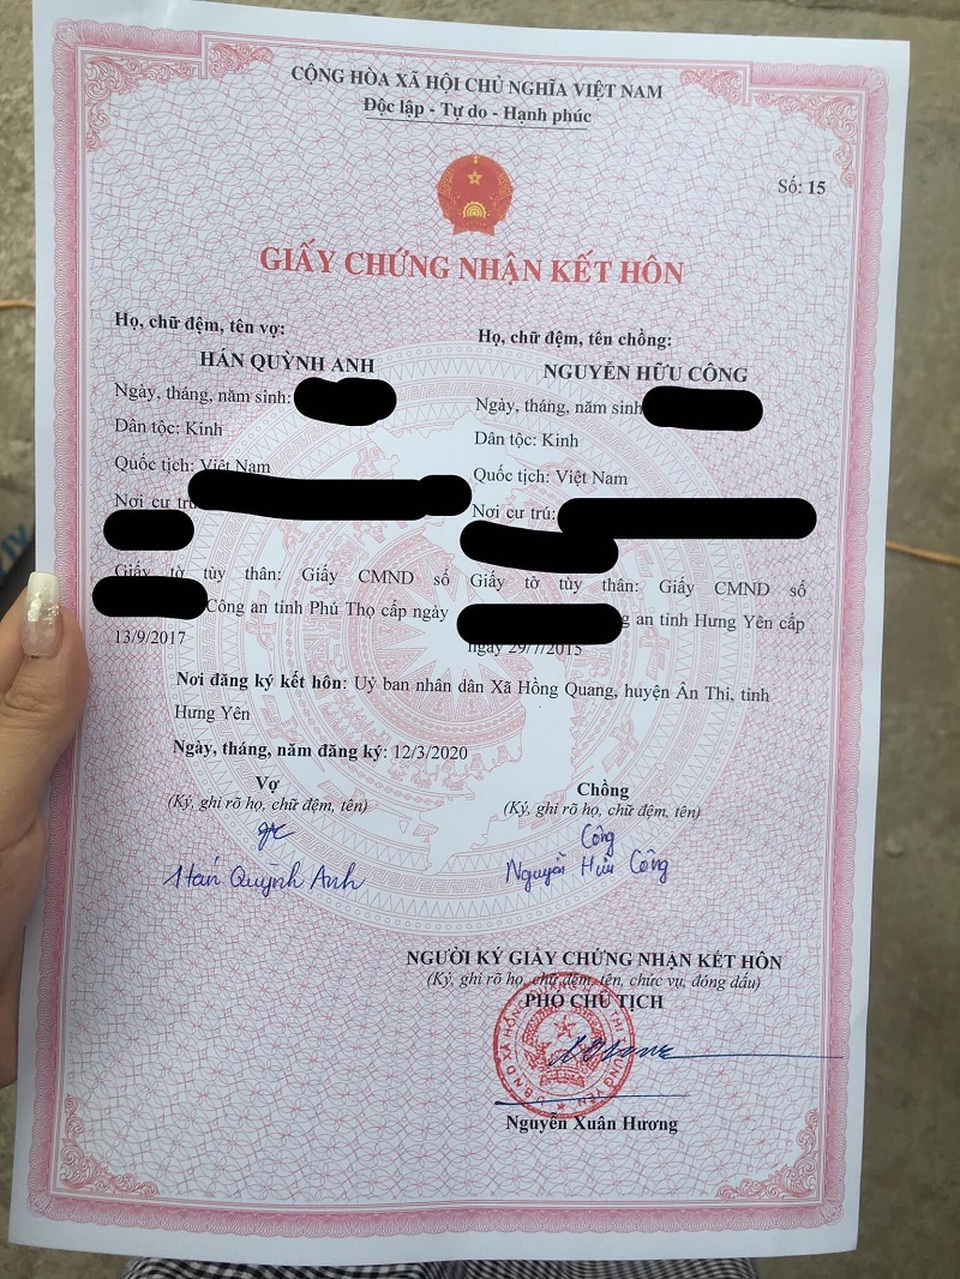 CỘNG HÒA XÃ HỘI CHỦ NGHĨA VIỆT NAM
Độc lập - Tự do - Hạnh phúc
Số: 15
GIẤY CHỨNG NHẬN KẾT HÔN
Họ, chữ đệm, tên vợ:
HÁN QUỲNH ANH
Ngày, tháng, năm sinh:
Dân tộc: Kinh
Quốc tịch: Việt Nam
Nơi cư trú
Giấy tờ tùy thân: Giấy CMND số
Công an tỉnh Phú Thọ cấp ngày
13/9/2017
Họ, chữ đệm, tên chồng:
NGUYỄN HỮU CÔNG
Ngày, tháng, năm sinh
Dân tộc: Kinh
Quốc tịch: Việt Nam
Nơi cư trú:
Giấy tờ tùy thân: Giấy CMND số
g an tỉnh Hưng Yên cấp
ngày 29/7/2015
Nơi đăng ký kết hôn: Uỷ ban nhân dân Xã Hồng Quang, huyện Ân Thi, tỉnh
Hưng Yên
Ngày, tháng, năm đăng ký: 12/3/2020
Vợ
(Ký, ghi rõ họ, chữ đệm, tên)
Hán Quỳnh Anh
Chồng
(Ký, ghi rõ họ, chữ đệm, tên)
Công
Nguyễn Hữu Công
NGƯỜI KÝ GIẤY CHỨNG NHẬN KẾT HÔN
(Ký, ghi rõ họ, chữ đệm, tên, chức vụ, đóng dấu)
PHÓ CHỦ TỊCH
Nguyễn Xuân Hương